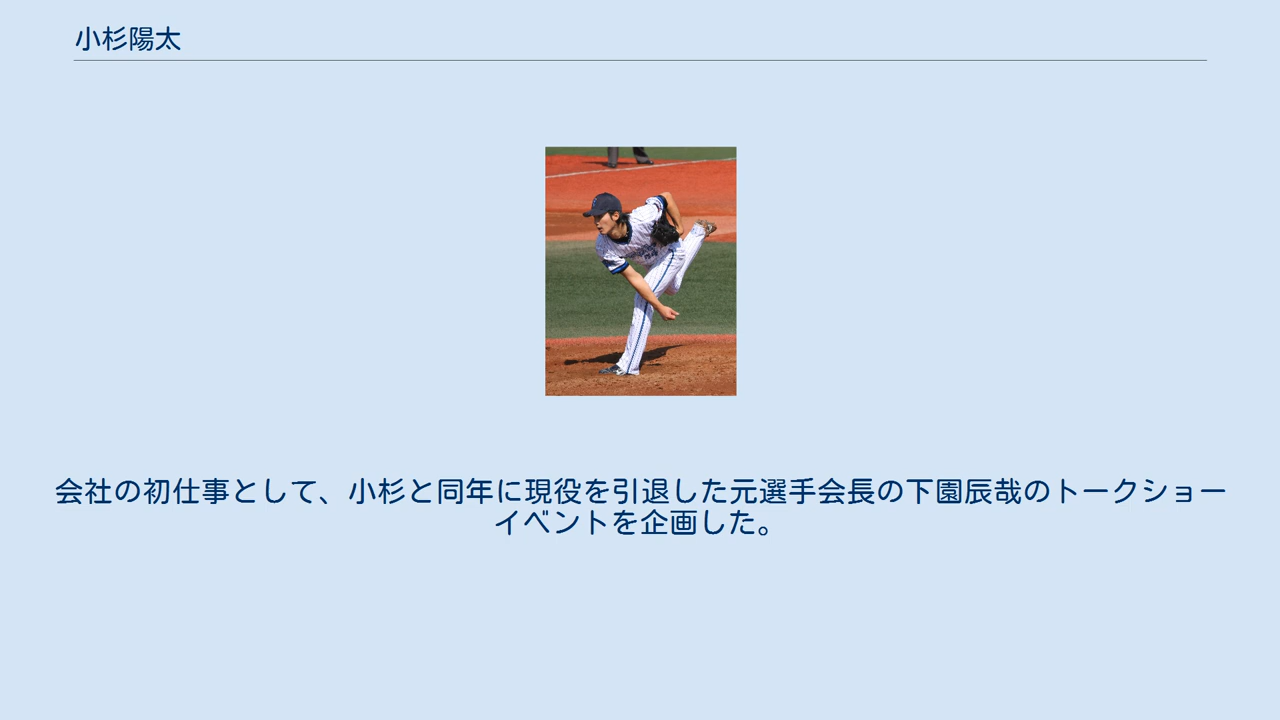 小杉陽太
会社の初仕事として、小杉と同年に現役を引退した元選手会長の下園辰哉のトークショー
イベントを企画した。